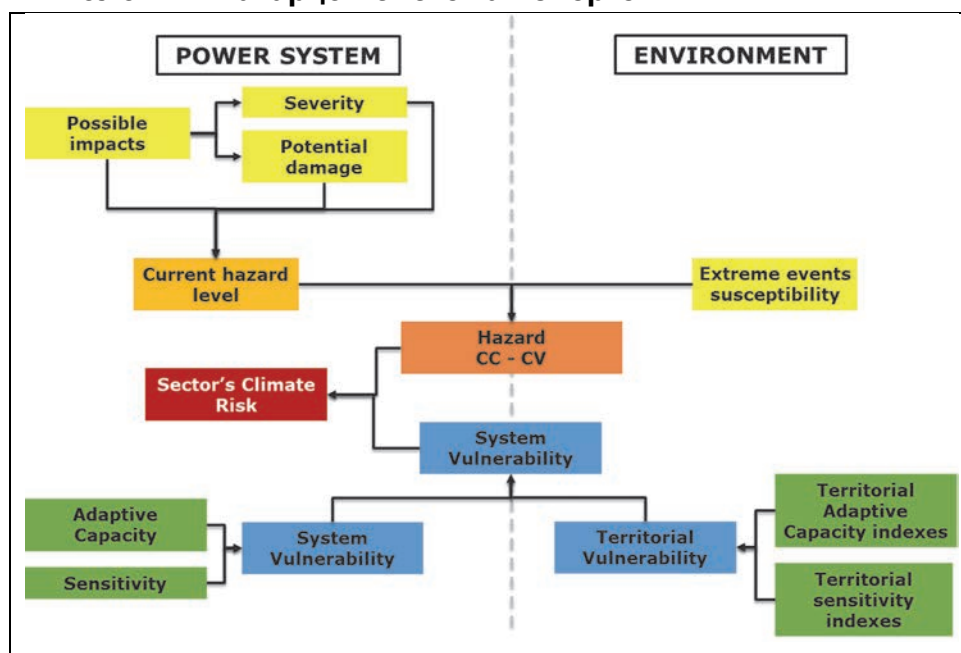 POWER SYSTEM
ENVIRONMENT
Severity
Possible
impacts
Potential
damage
Current hazard
level
Extreme events
susceptibility
Hazard
CC - CV
Sector's Climate
Risk
System
Vulnerability
Adaptive
Capacity
Sensitivity
System
Vulnerability
Territorial
Vulnerability
Territorial
Adaptive
Capacity indexes
Territorial
sensitivity
indexes